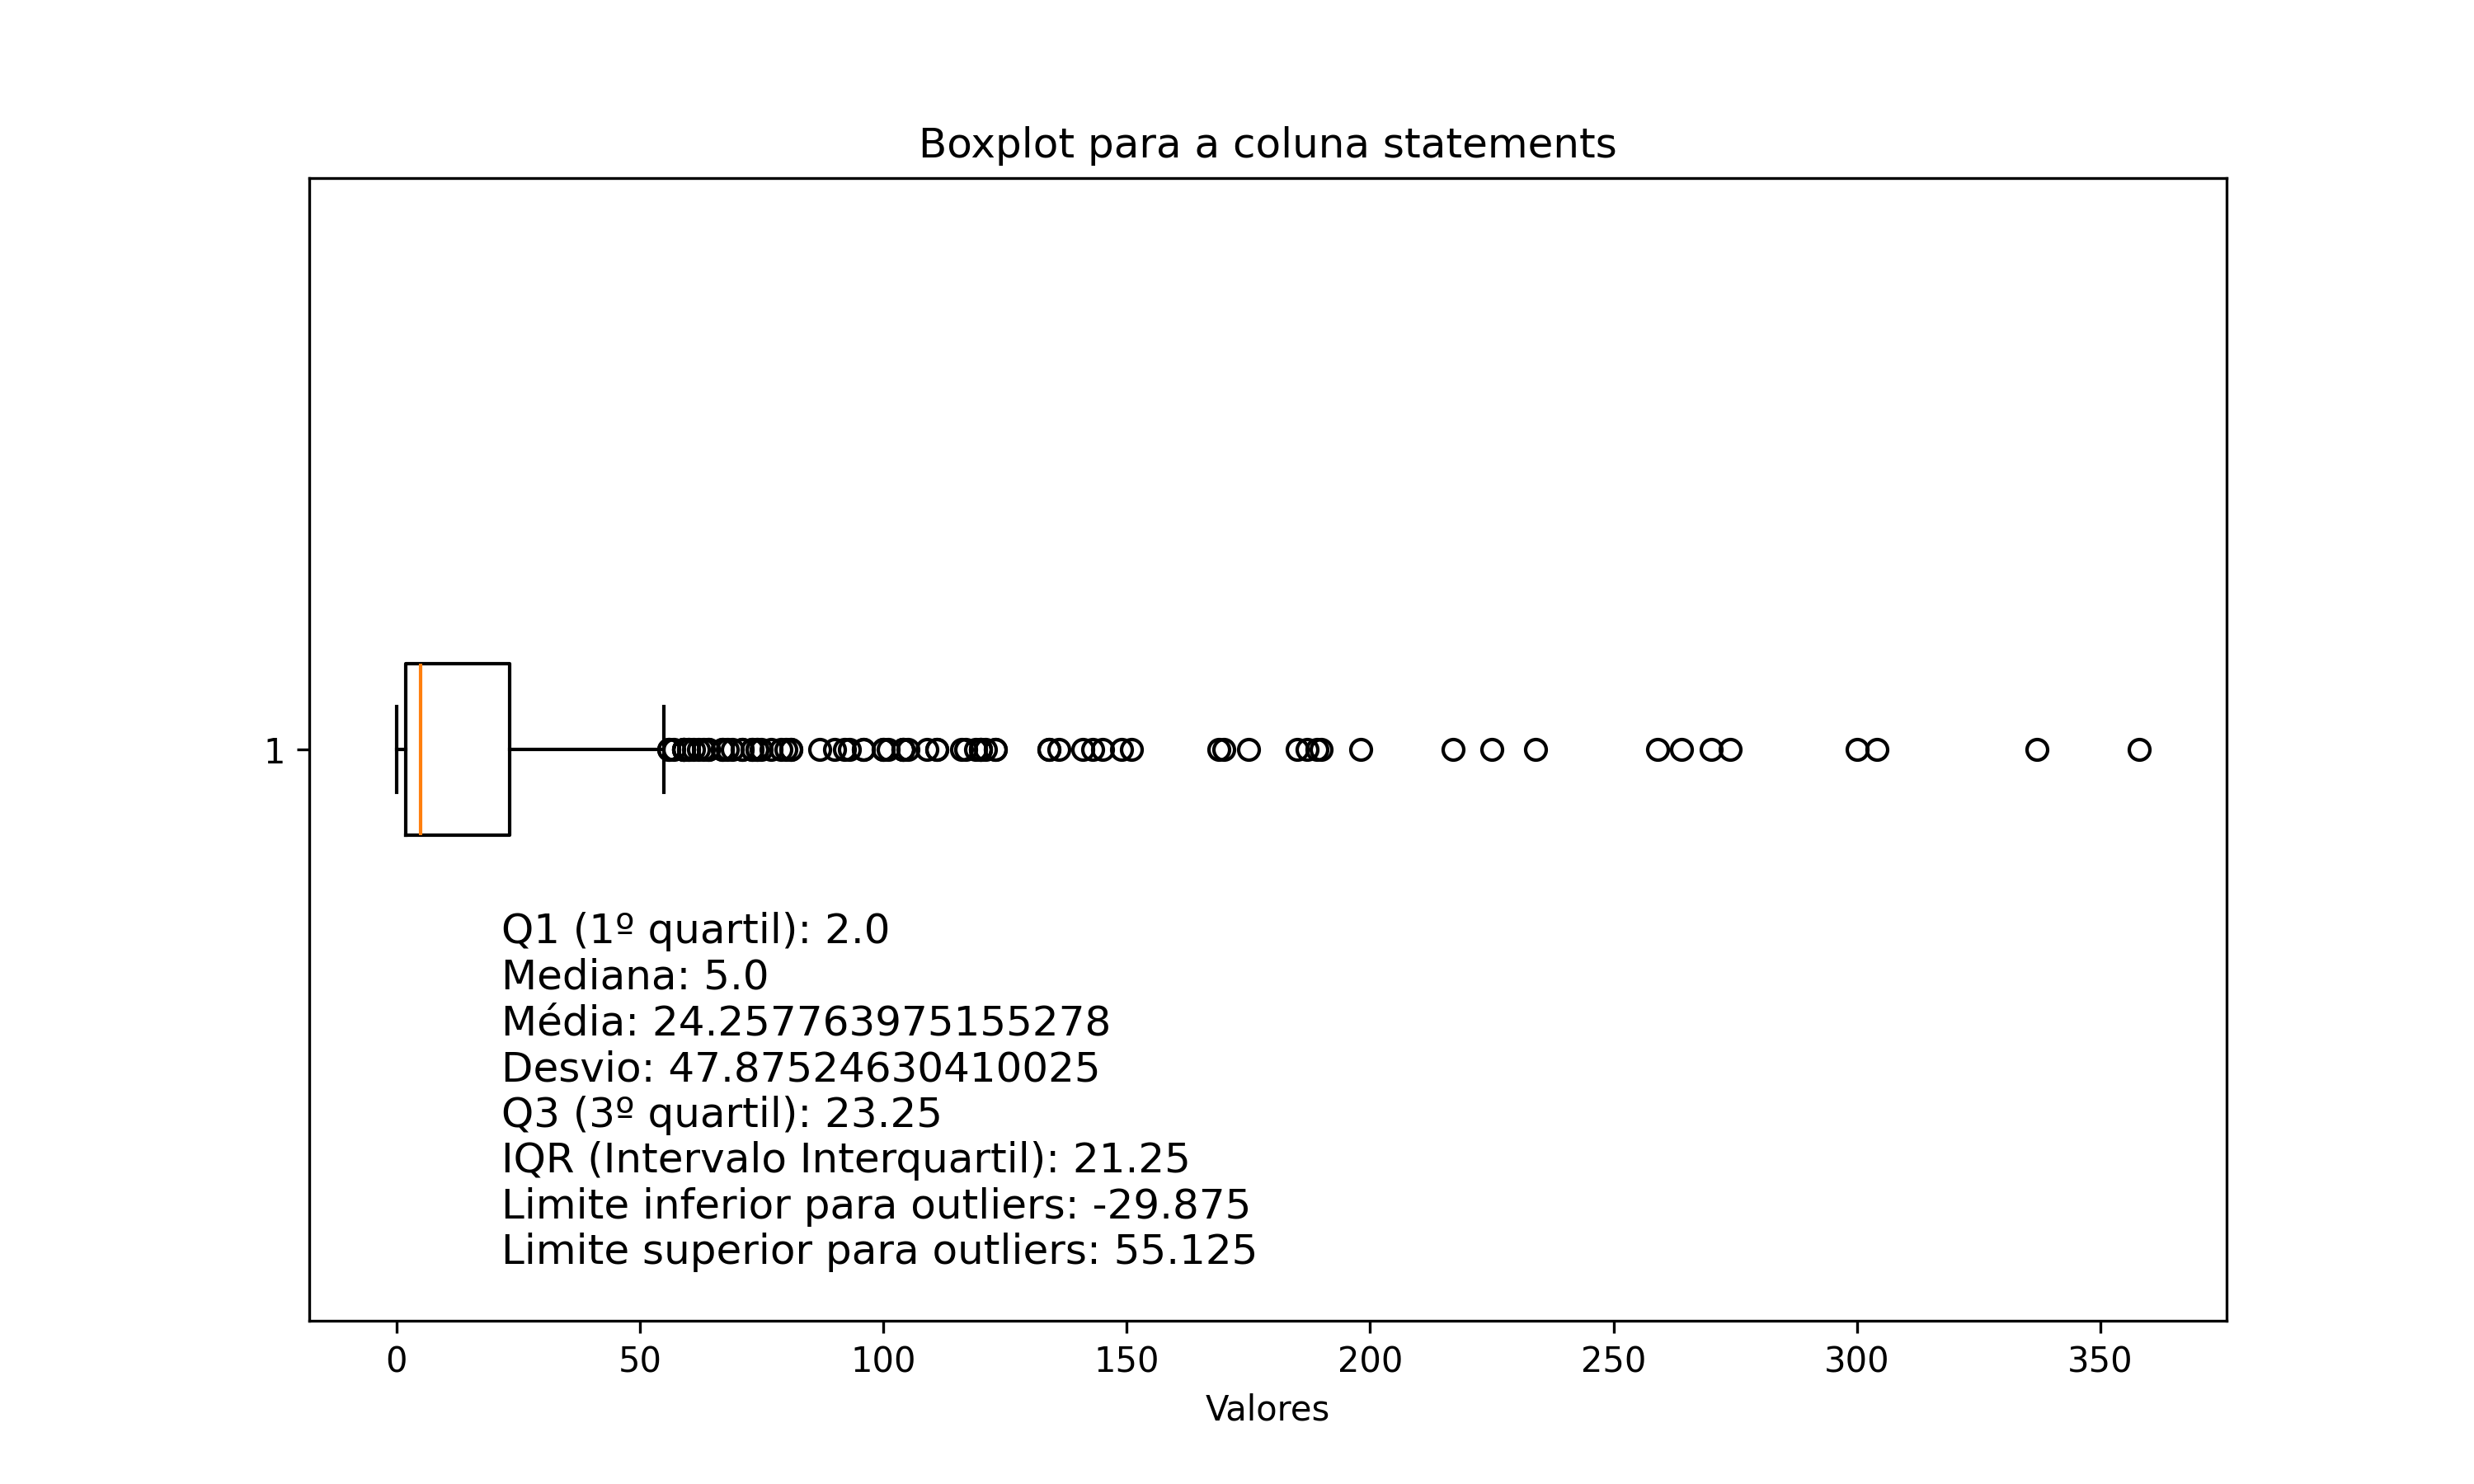 Boxplot para a coluna statements
1
Q1 (1º quartil): 2.0
Mediana: 5.0
Média: 24.257763975155278
Desvio: 47.87524630410025
Q3 (3º quartil): 23.25
IQR (Intervalo Interquartil): 21.25
Limite inferior para outliers: -29.875
Limite superior para outliers: 55.125
0 50 100 150 200 250 300 350
Valores